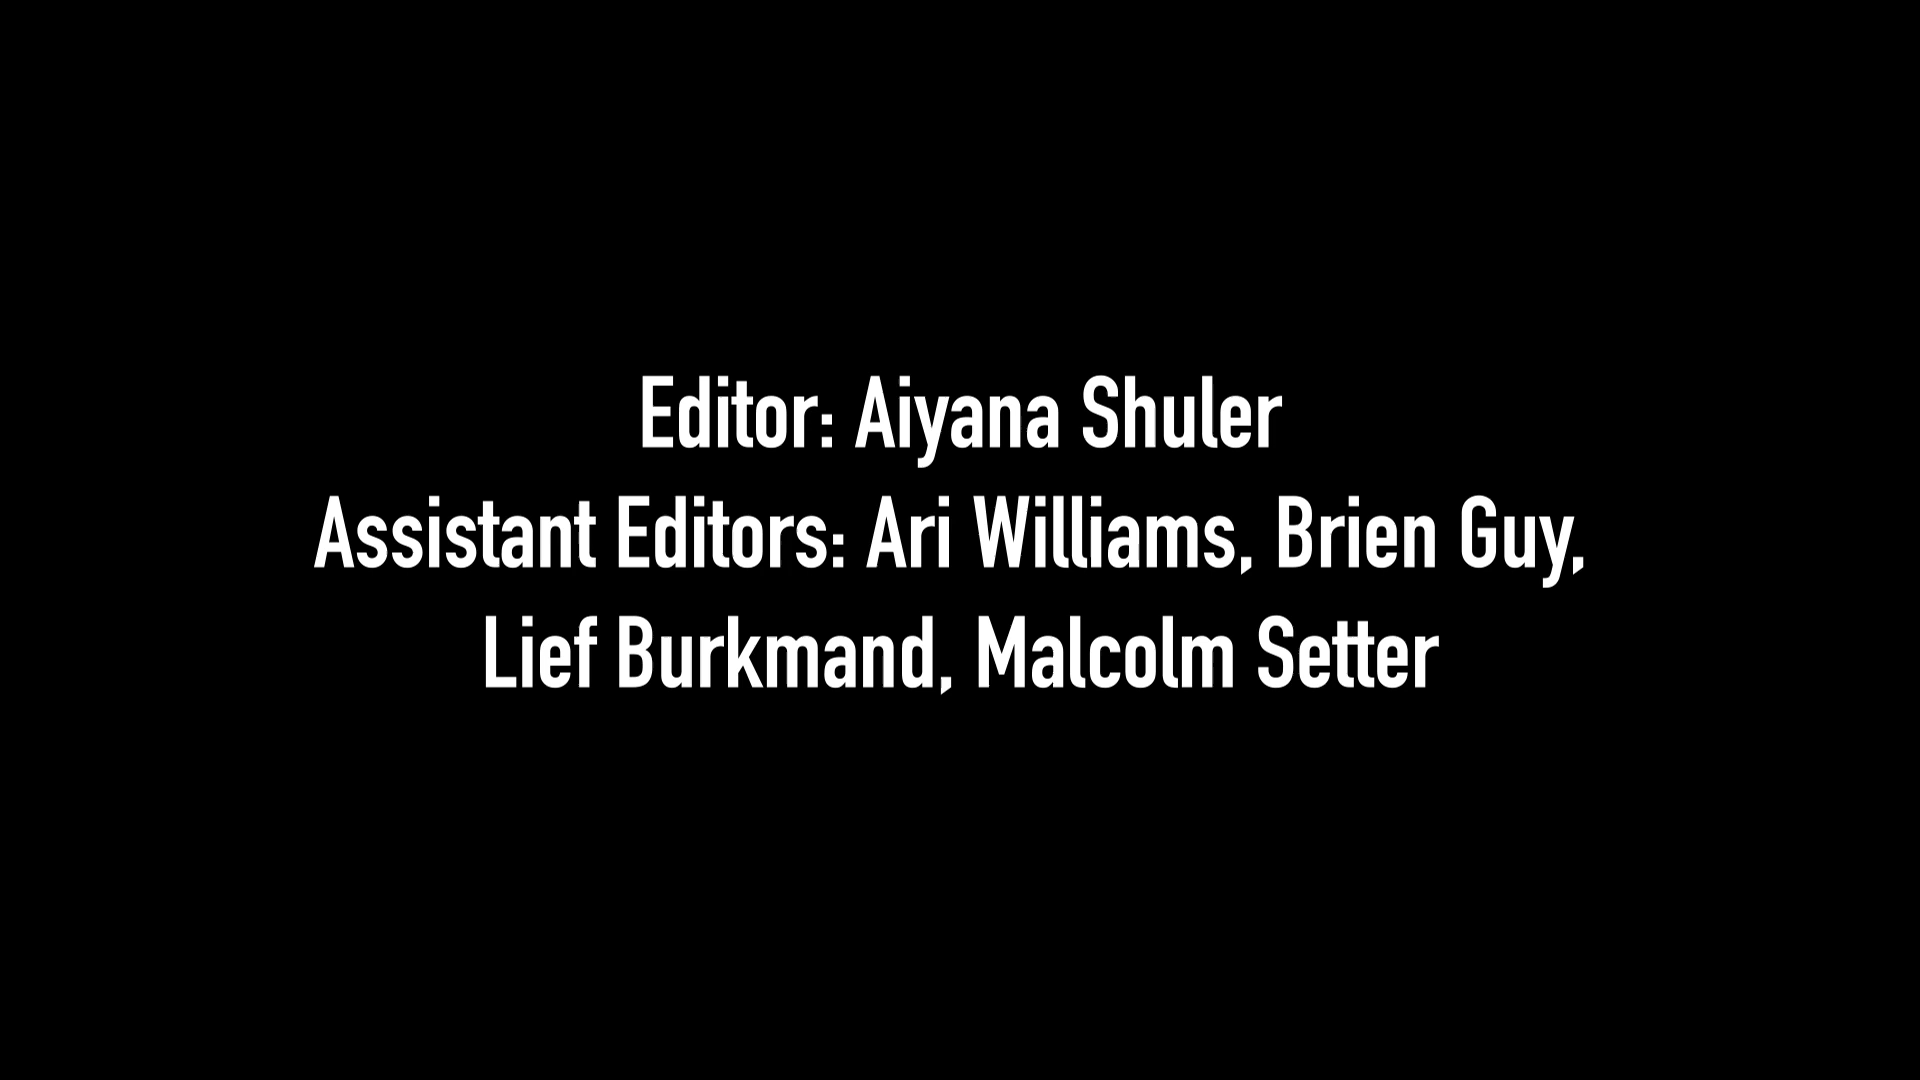 Editor: Aiyana Shuler
Assistant Editors: Ari Williams, Brien Guy,
Lief Burkmand, Malcolm Setter